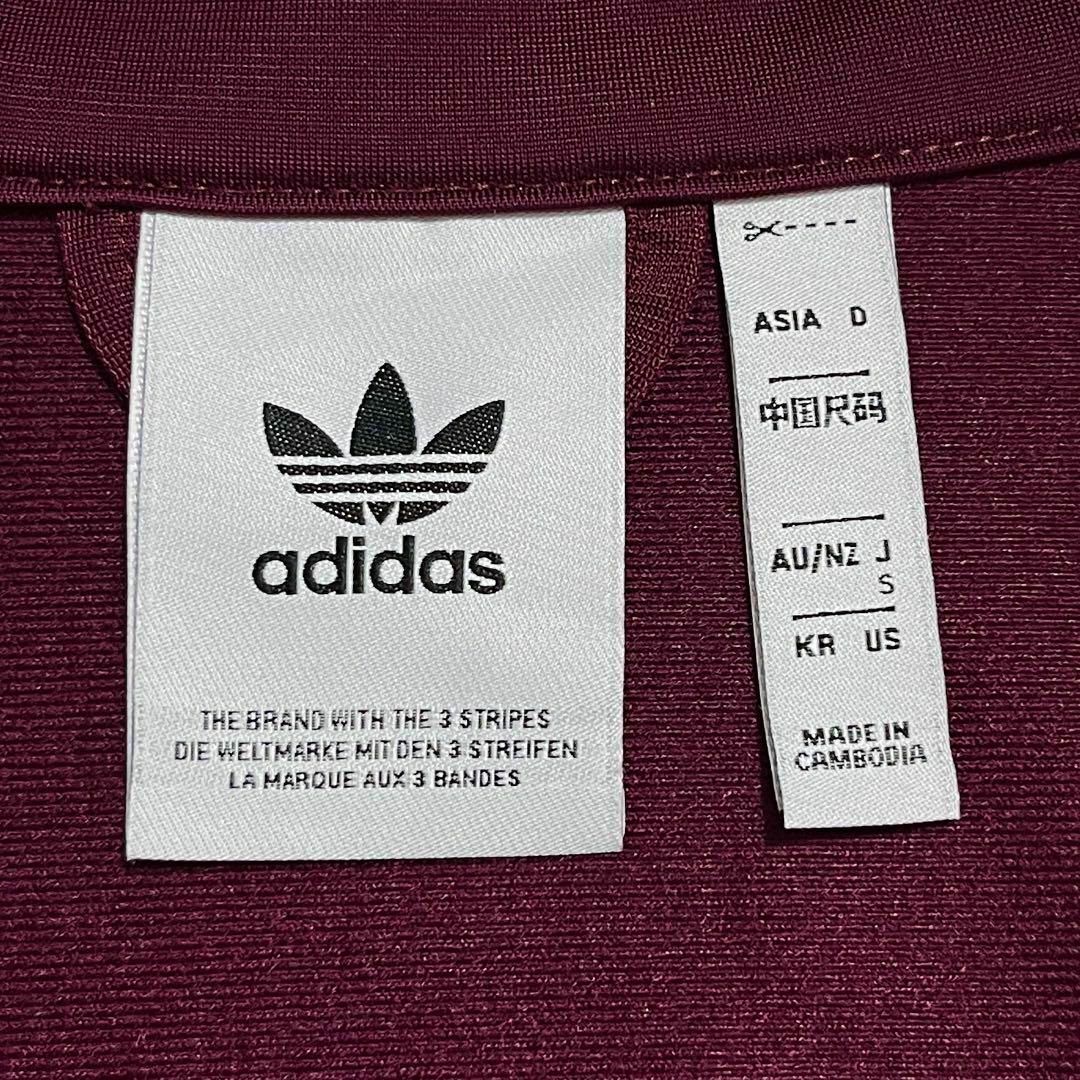 adidas
THE BRAND WITH THE 3 STRIPES
DIE WELTMARKE MIT DEN 3 STREIFEN
LA MARQUE AUX 3 BANDES
ASIA D
中国尺码
AU/NZ J
S
KR US
MADE IN
CAMBODIA